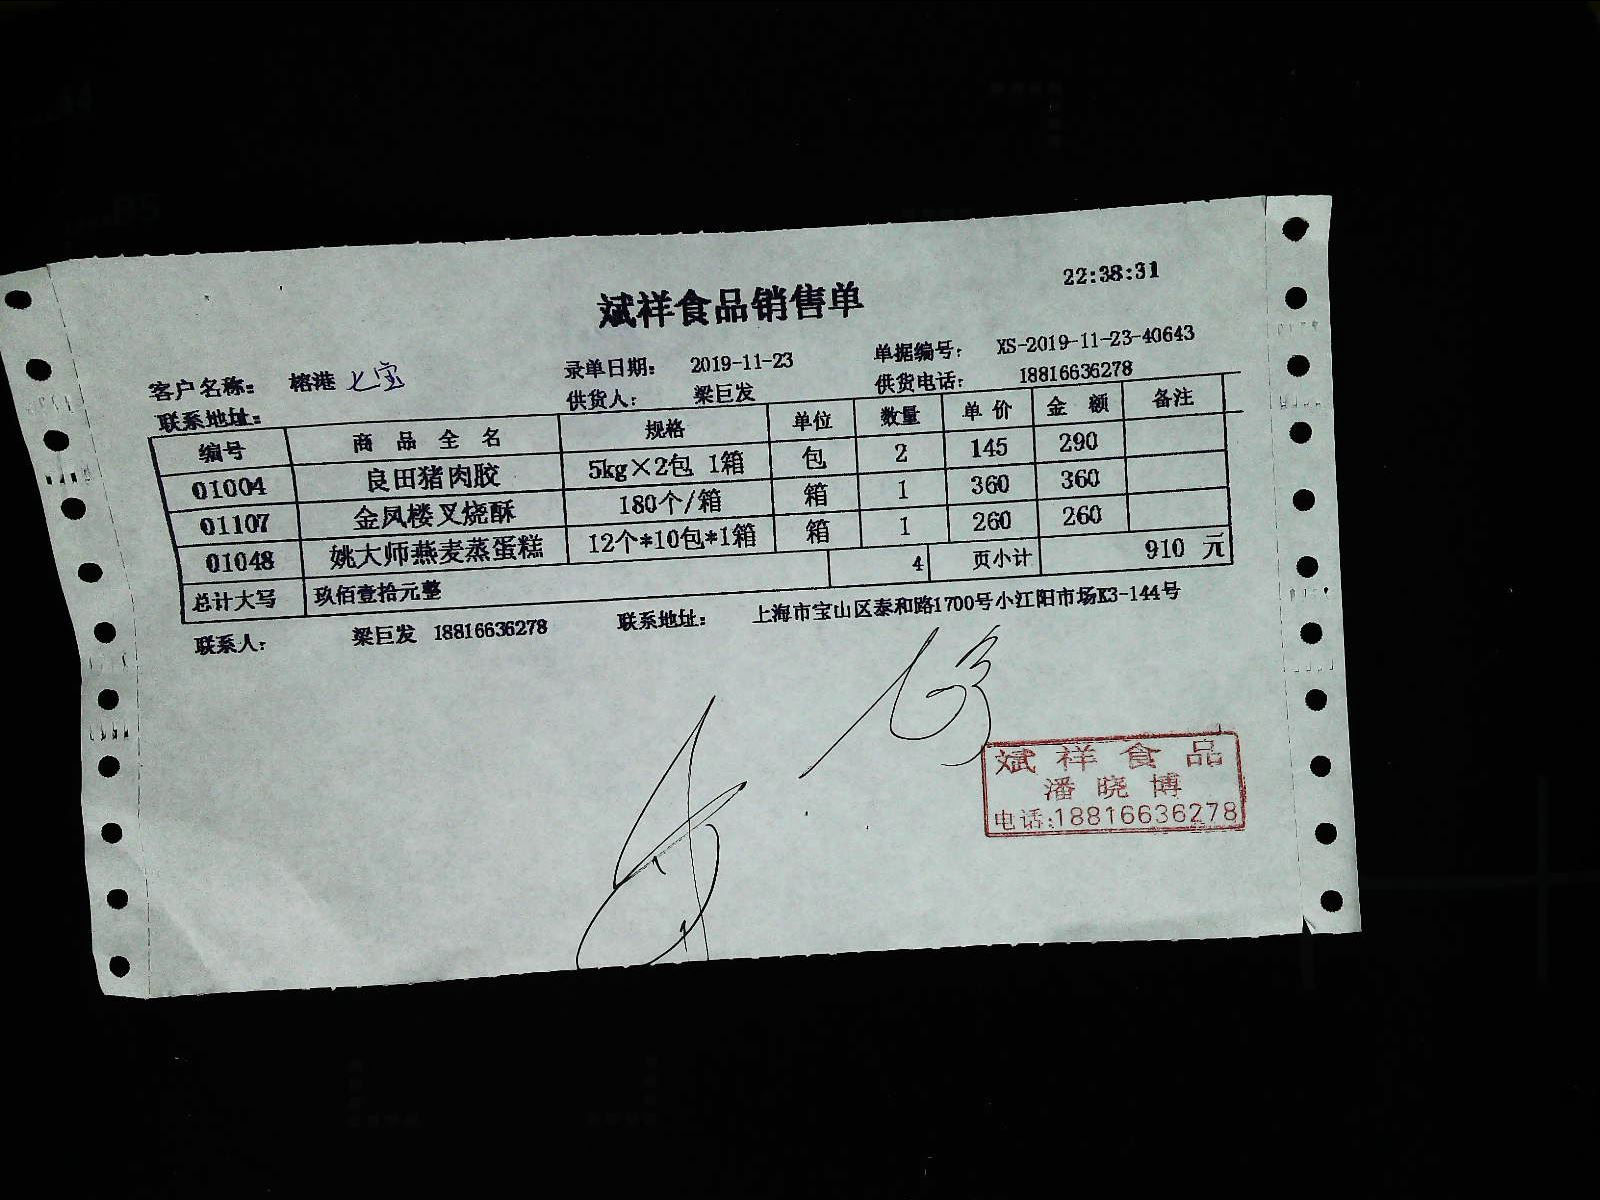 22:38:31
斌祥食品销售单
客户名称： 榕港 七宝 录单日期： 2019-11-23 单据编号： XS-2019-11-23-40643
联系地址： 供货人： 梁巨发 供货电话： 18816636278
编号 商 品 全 名 规格 单位 数量 单 价 金 额 备注
01004 良田猪肉胶 5kg×2包 1箱 包 2 145 290
01107 金凤楼叉烧酥 180个/箱 箱 1 360 360
01048 姚大师燕麦蒸蛋糕 12个*10包*1箱 箱 1 260 260
总计大写 玖佰壹拾元整 4 页小计 910 元
联系人： 梁巨发 18816636278 联系地址： 上海市宝山区泰和路1700号小江阳市场K3-144号
斌祥食品
潘晓博
电话:18816636278